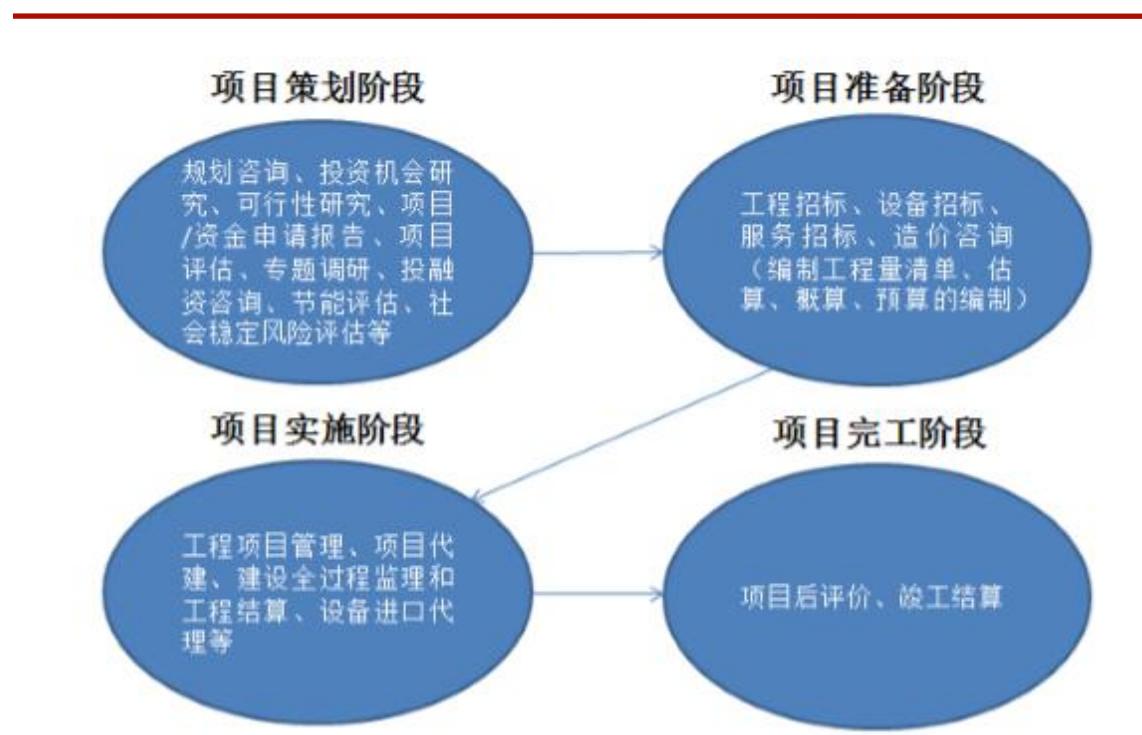 项目策划阶段
规划咨询、投资机会研
究、可行性研究、项目
/资金申请报告、项目
评估、专题调研、投融
资咨询、节能评估、社
会稳定风险评估等
项目准备阶段
工程招标、设备招标、
服务招标、造价咨询
（编制工程量清单、估
算、概算、预算的编制）
项目实施阶段
工程项目管理、项目代
建、建设全过程监理和
工程结算、设备进口代
理等
项目完工阶段
项目后评价、竣工结算